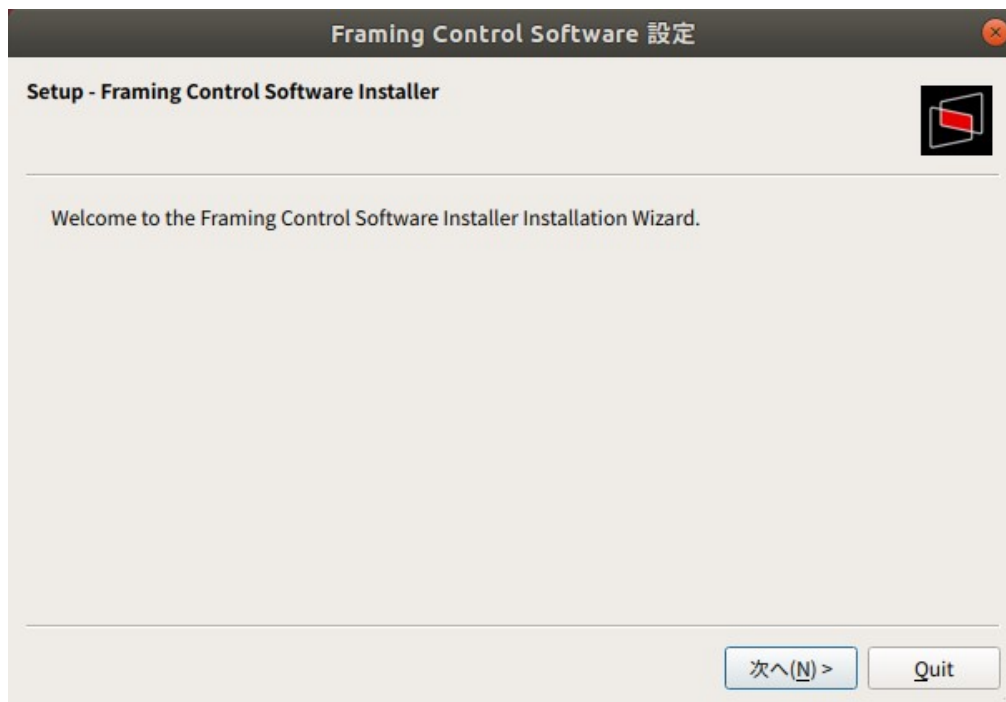 Framing Control Software 設定
Setup - Framing Control Software Installer
Welcome to the Framing Control Software Installer Installation Wizard.
次へ(N) >
Quit